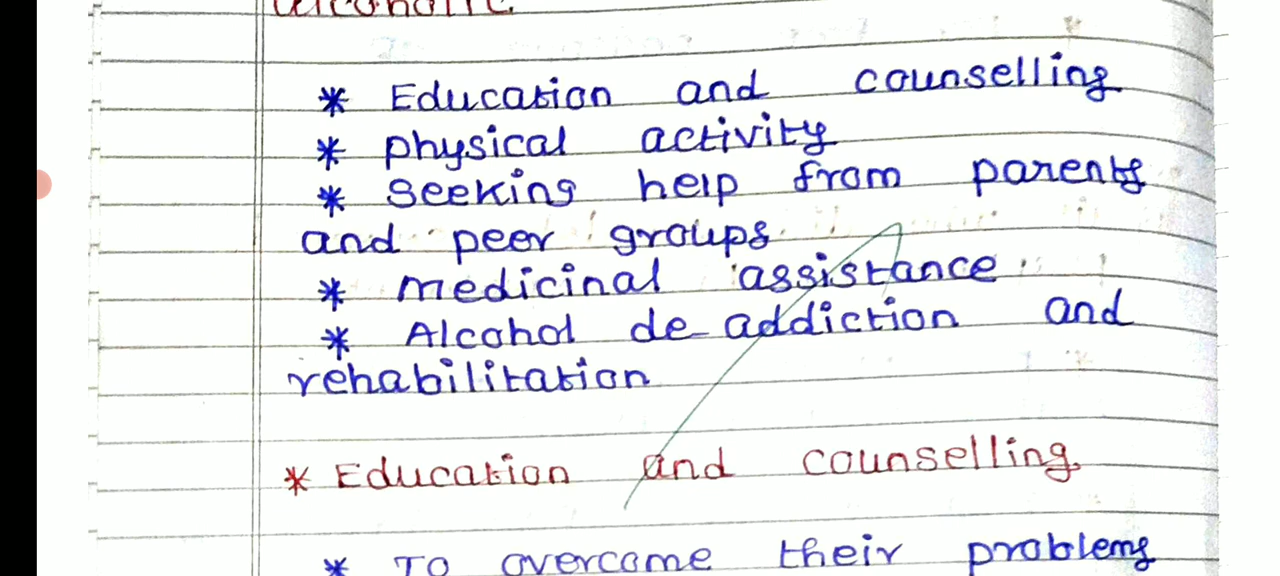 alcoholic.
* Education and counselling
* physical activity
* seeking help from parents
and peer groups
* medicinal assistance
* Alcohol de-addiction and
rehabilitation
* Education and counselling.
* To overcome their problems